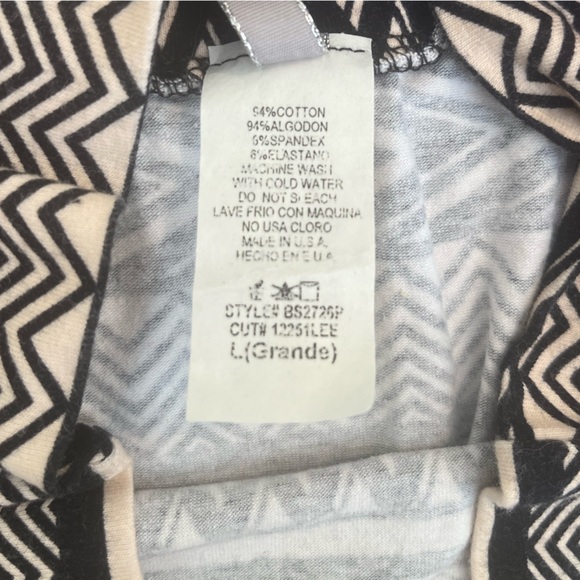 94%COTTON
94%ALGODON
6%SPANDEX
6%ELASTANO
MACHINE WASH
WITH COLD WATER
DO NOT BLEACH
LAVE FRIO CON MAQUINA
NO USA CLORO
MADE IN U.S.A.
HECHO EN E.U.A.
STYLE# BS2726P
CUT# 12251LEE
L(Grande)